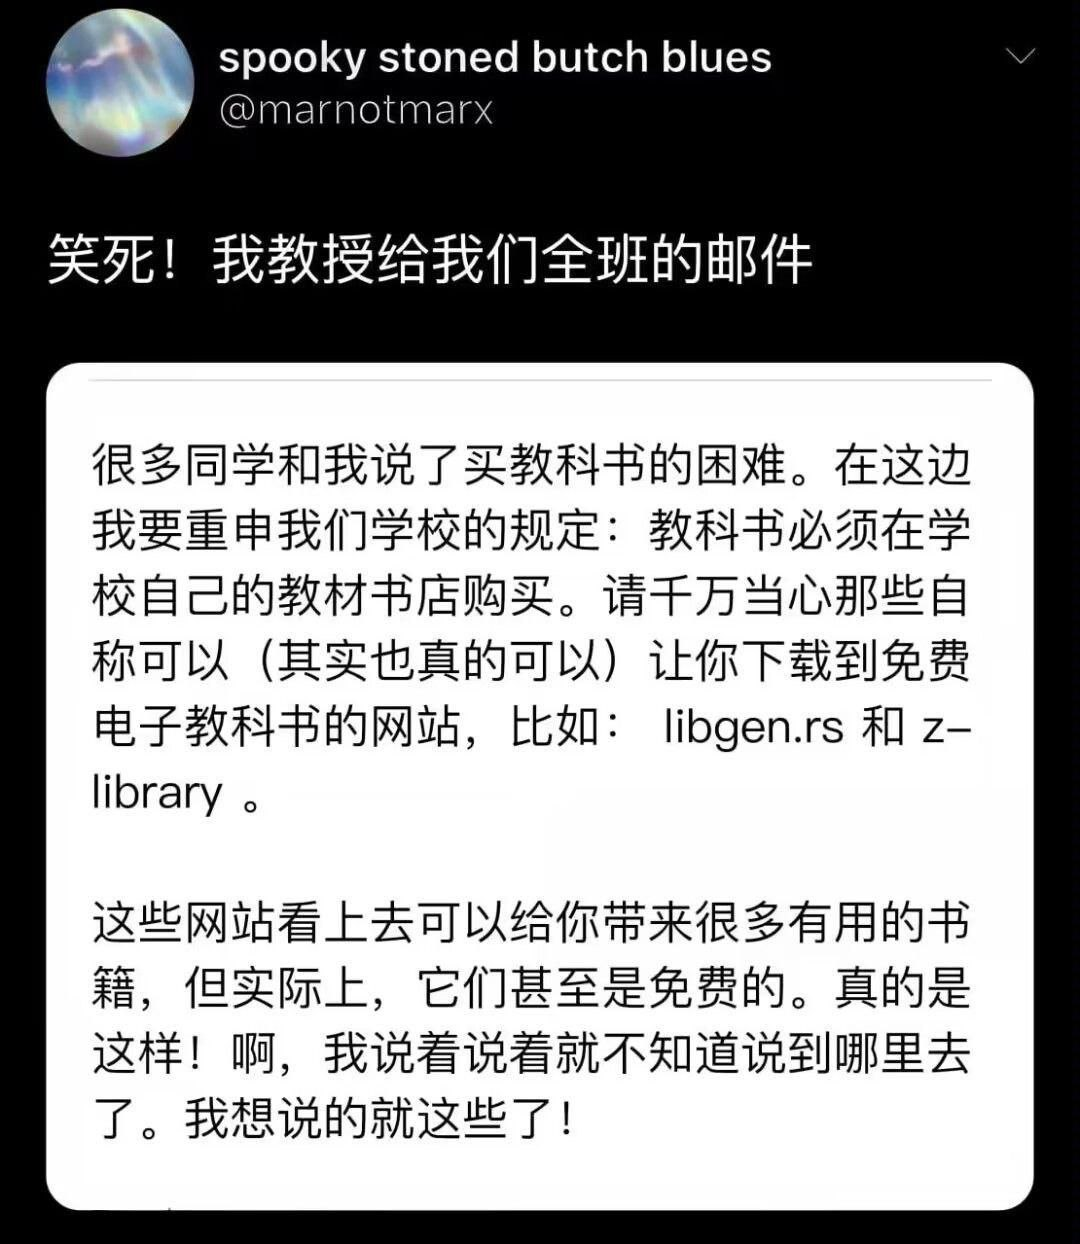 spooky stoned butch blues
@marnotmarx
笑死！我教授给我们全班的邮件
很多同学和我说了买教科书的困难。在这边
我要重申我们学校的规定：教科书必须在学
校自己的教材书店购买。请千万当心那些自
称可以（其实也真的可以）让你下载到免费
电子教科书的网站，比如： libgen.rs 和 z–
library 。
这些网站看上去可以给你带来很多有用的书
籍，但实际上，它们甚至是免费的。真的是
这样！啊，我说着说着就不知道说到哪里去
了。我想说的就这些了！